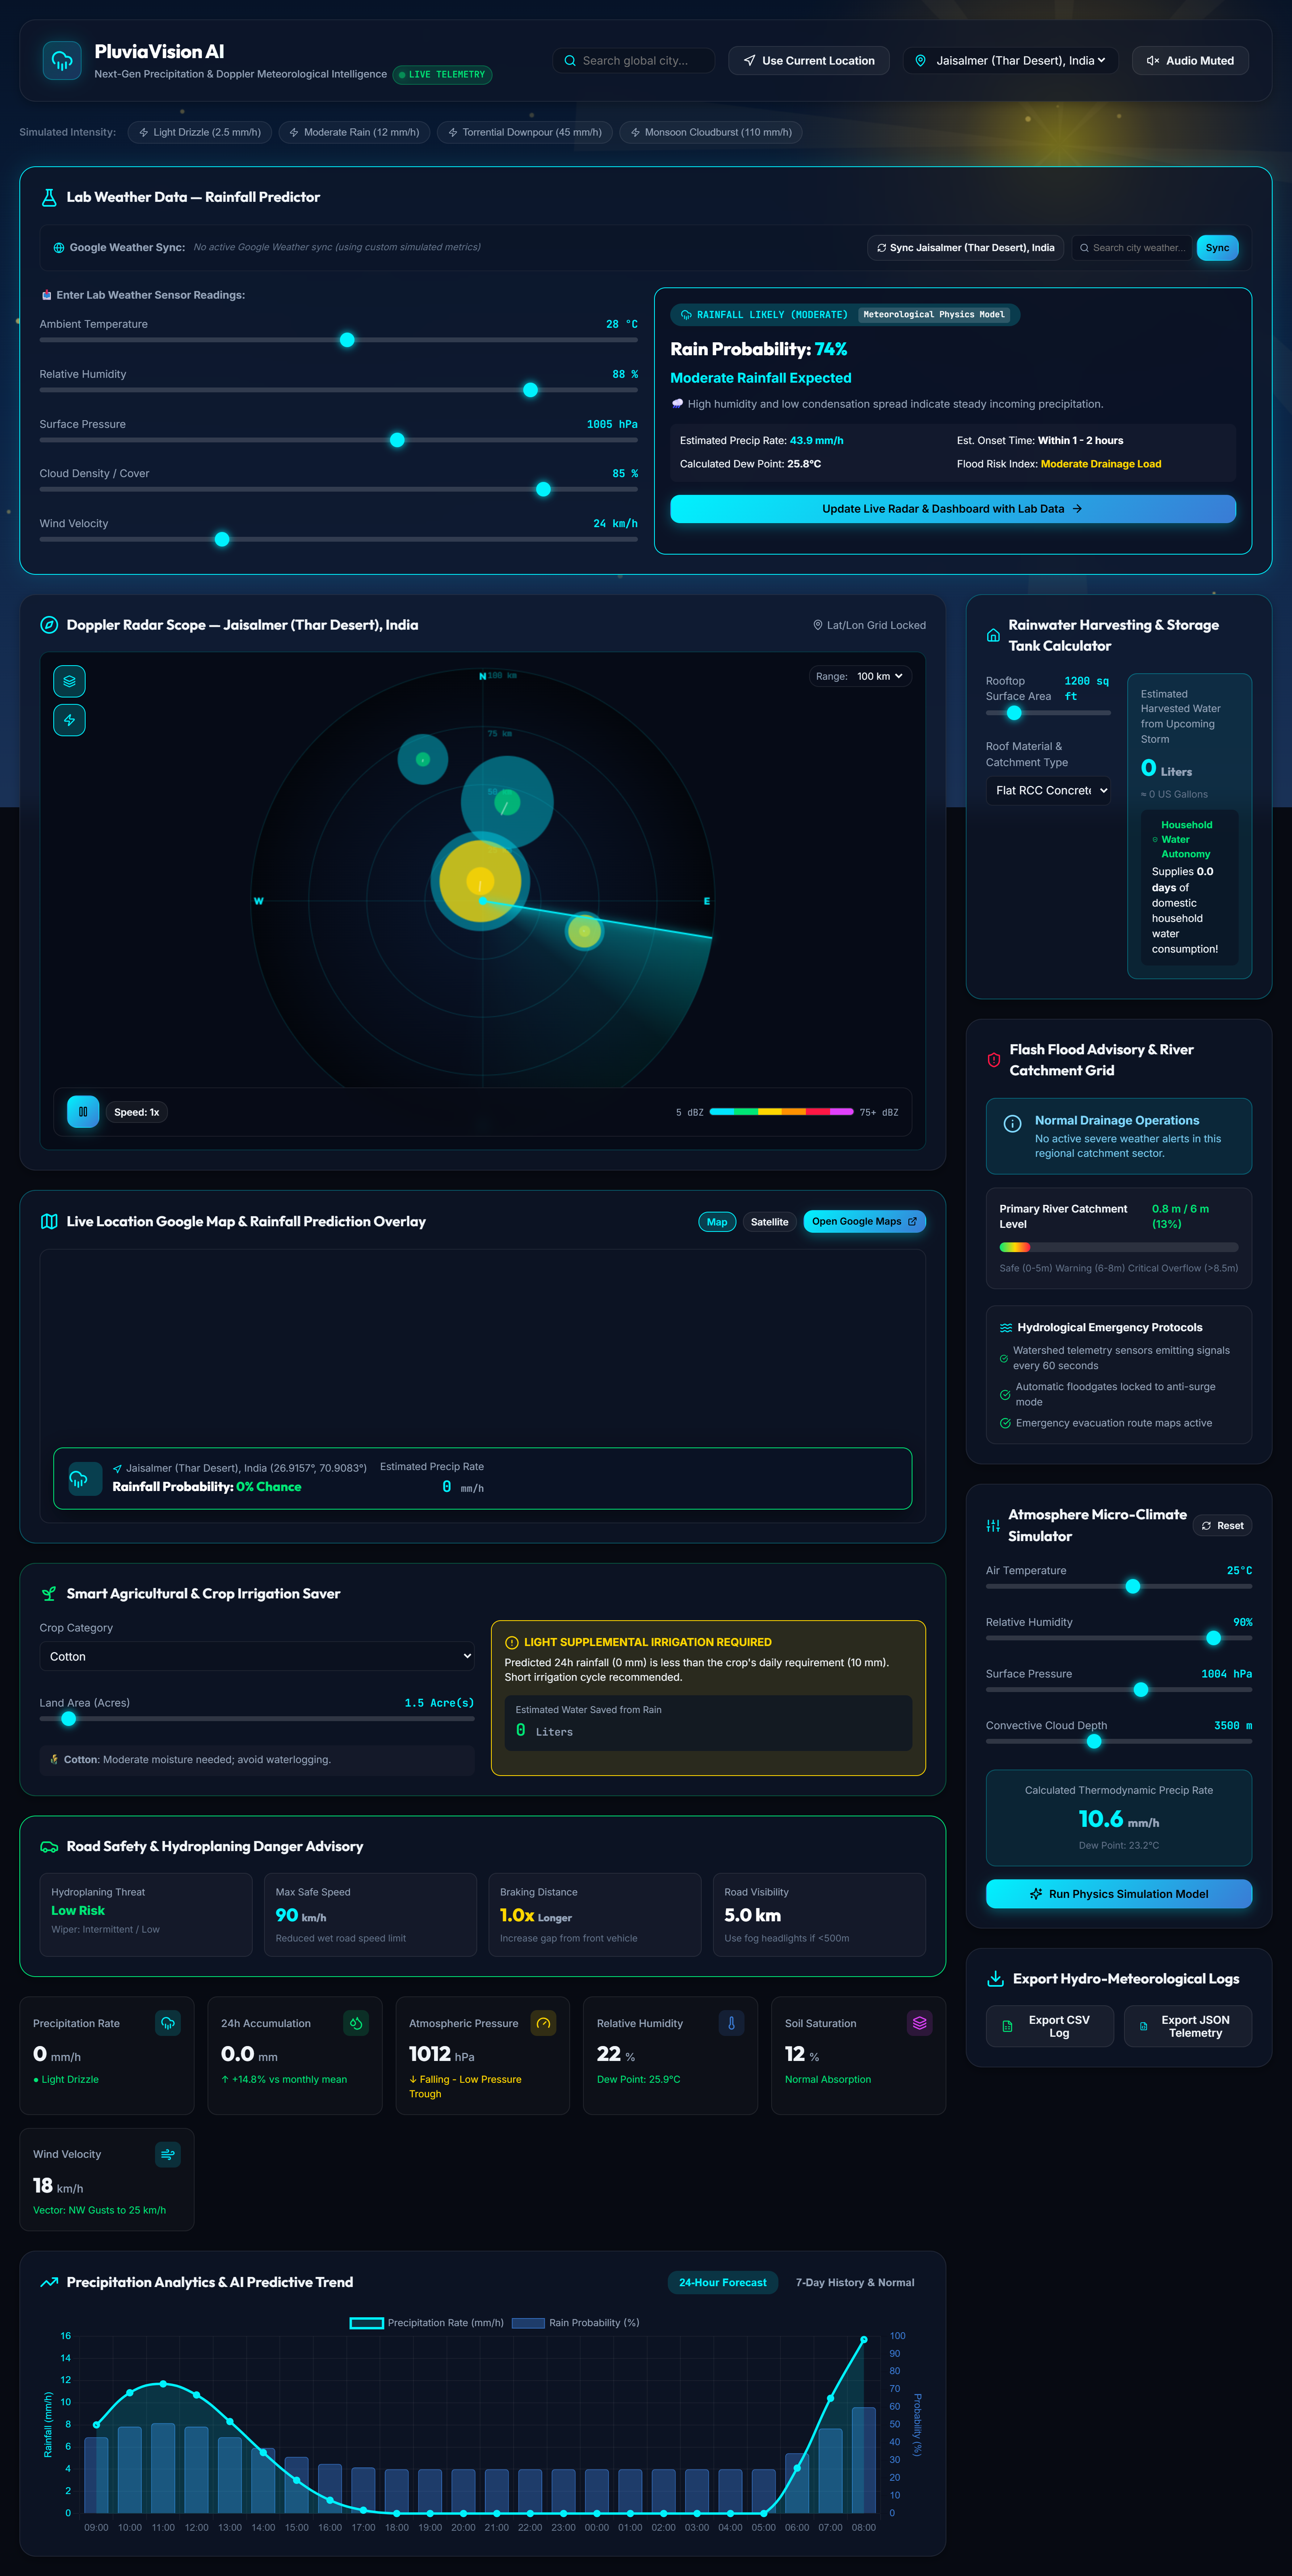 PluviaVision AI
Next-Gen Precipitation & Doppler Meteorological Intelligence
LIVE TELEMETRY
Search global city...
Use Current Location
Jaisalmer (Thar Desert), India
Audio Muted
Simulated Intensity:
Light Drizzle (2.5 mm/h)
Moderate Rain (12 mm/h)
Torrential Downpour (45 mm/h)
Monsoon Cloudburst (110 mm/h)
Lab Weather Data — Rainfall Predictor
Google Weather Sync: No active Google Weather sync (using custom simulated metrics)
Sync Jaisalmer (Thar Desert), India
Search city weather...
Sync
Enter Lab Weather Sensor Readings:
Ambient Temperature 28 °C
Relative Humidity 88 %
Surface Pressure 1005 hPa
Cloud Density / Cover 85 %
Wind Velocity 24 km/h
RAINFALL LIKELY (MODERATE) Meteorological Physics Model
Rain Probability: 74%
Moderate Rainfall Expected
High humidity and low condensation spread indicate steady incoming precipitation.
Estimated Precip Rate: 43.9 mm/h
Est. Onset Time: Within 1 - 2 hours
Calculated Dew Point: 25.8°C
Flood Risk Index: Moderate Drainage Load
Update Live Radar & Dashboard with Lab Data →
Doppler Radar Scope — Jaisalmer (Thar Desert), India
Lat/Lon Grid Locked
Range: 100 km
N
100 km
75 km
W
E
Speed: 1x
5 dBZ
75+ dBZ
Live Location Google Map & Rainfall Prediction Overlay
Map
Satellite
Open Google Maps
Jaisalmer (Thar Desert), India (26.9157°, 70.9083°)
Rainfall Probability: 0% Chance
Estimated Precip Rate
0 mm/h
Smart Agricultural & Crop Irrigation Saver
Crop Category
Cotton
Land Area (Acres) 1.5 Acre(s)
Cotton: Moderate moisture needed; avoid waterlogging.
LIGHT SUPPLEMENTAL IRRIGATION REQUIRED
Predicted 24h rainfall (0 mm) is less than the crop's daily requirement (10 mm).
Short irrigation cycle recommended.
Estimated Water Saved from Rain
0 Liters
Road Safety & Hydroplaning Danger Advisory
Hydroplaning Threat
Low Risk
Wiper: Intermittent / Low
Max Safe Speed
90 km/h
Reduced wet road speed limit
Braking Distance
1.0x Longer
Increase gap from front vehicle
Road Visibility
5.0 km
Use fog headlights if <500m
Precipitation Rate
0 mm/h
● Light Drizzle
24h Accumulation
0.0 mm
↑ +14.8% vs monthly mean
Atmospheric Pressure
1012 hPa
↓ Falling - Low Pressure
Trough
Relative Humidity
22 %
Dew Point: 25.9°C
Soil Saturation
12 %
Normal Absorption
Wind Velocity
18 km/h
Vector: NW Gusts to 25 km/h
Precipitation Analytics & AI Predictive Trend
24-Hour Forecast
7-Day History & Normal
Precipitation Rate (mm/h)
Rain Probability (%)
Rainfall (mm/h)
16
14
12
10
8
6
4
2
0
100
90
80
70
60
50
40
30
20
10
0
Probability (%)
09:00 10:00 11:00 12:00 13:00 14:00 15:00 16:00 17:00 18:00 19:00 20:00 21:00 22:00 23:00 00:00 01:00 02:00 03:00 04:00 05:00 06:00 07:00 08:00
Rainwater Harvesting & Storage
Tank Calculator
Rooftop
Surface Area
1200 sq
ft
Roof Material &
Catchment Type
Flat RCC Concrete
Estimated
Harvested Water
from Upcoming
Storm
0 Liters
≈ 0 US Gallons
Household
Water
Autonomy
Supplies 0.0
days of
domestic
household
water
consumption!
Flash Flood Advisory & River
Catchment Grid
Normal Drainage Operations
No active severe weather alerts in this
regional catchment sector.
Primary River Catchment
Level
0.8 m / 6 m
(13%)
Safe (0-5m) Warning (6-8m) Critical Overflow (>8.5m)
Hydrological Emergency Protocols
Watershed telemetry sensors emitting signals
every 60 seconds
Automatic floodgates locked to anti-surge
mode
Emergency evacuation route maps active
Atmosphere Micro-Climate
Simulator
Reset
Air Temperature 25°C
Relative Humidity 90%
Surface Pressure 1004 hPa
Convective Cloud Depth 3500 m
Calculated Thermodynamic Precip Rate
10.6 mm/h
Dew Point: 23.2°C
Run Physics Simulation Model
Export Hydro-Meteorological Logs
Export CSV
Log
Export JSON
Telemetry